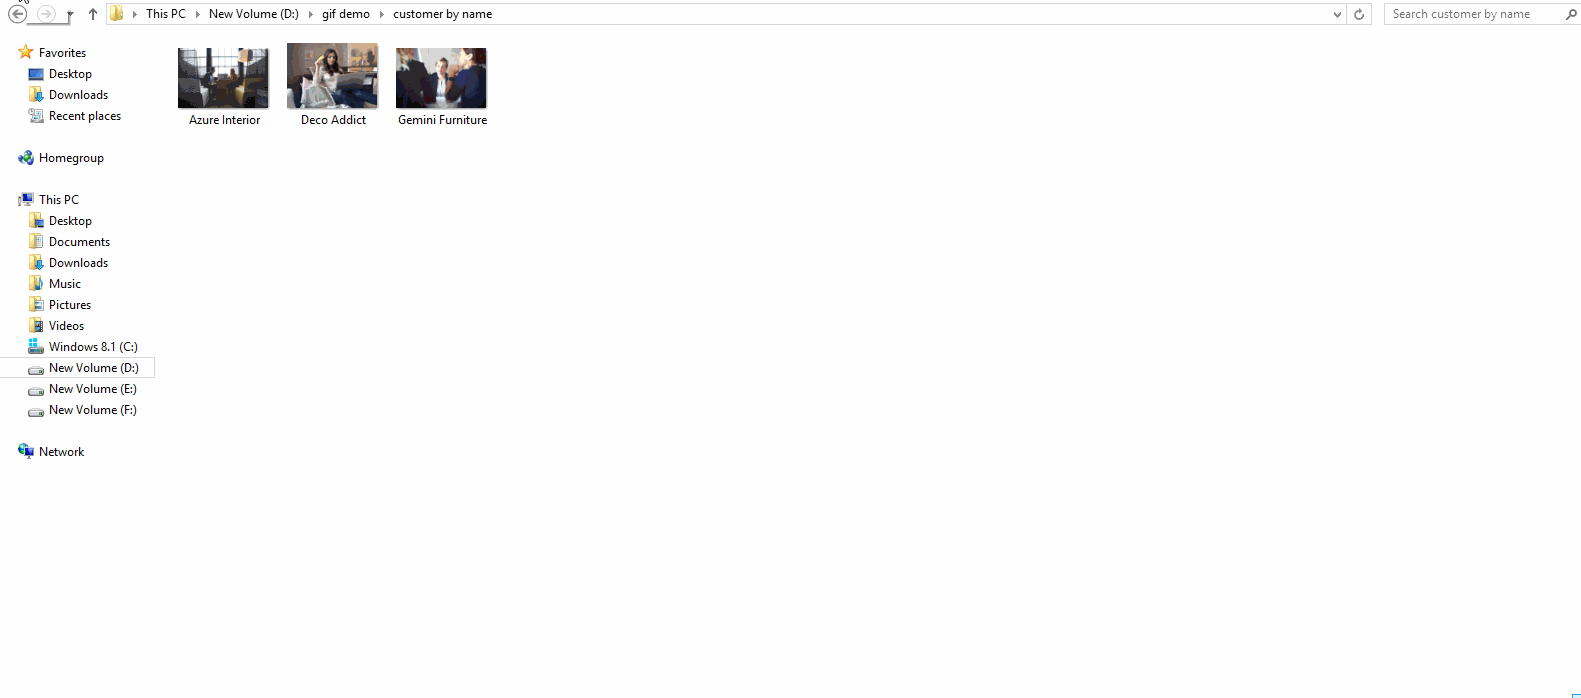 This PC New Volume (D:) gif demo customer by name
Search customer by name
Favorites
Desktop
Downloads
Recent places
Homegroup
This PC
Desktop
Documents
Downloads
Music
Pictures
Videos
Windows 8.1 (C:)
New Volume (D:)
New Volume (E:)
New Volume (F:)
Network
Azure Interior
Deco Addict
Gemini Furniture